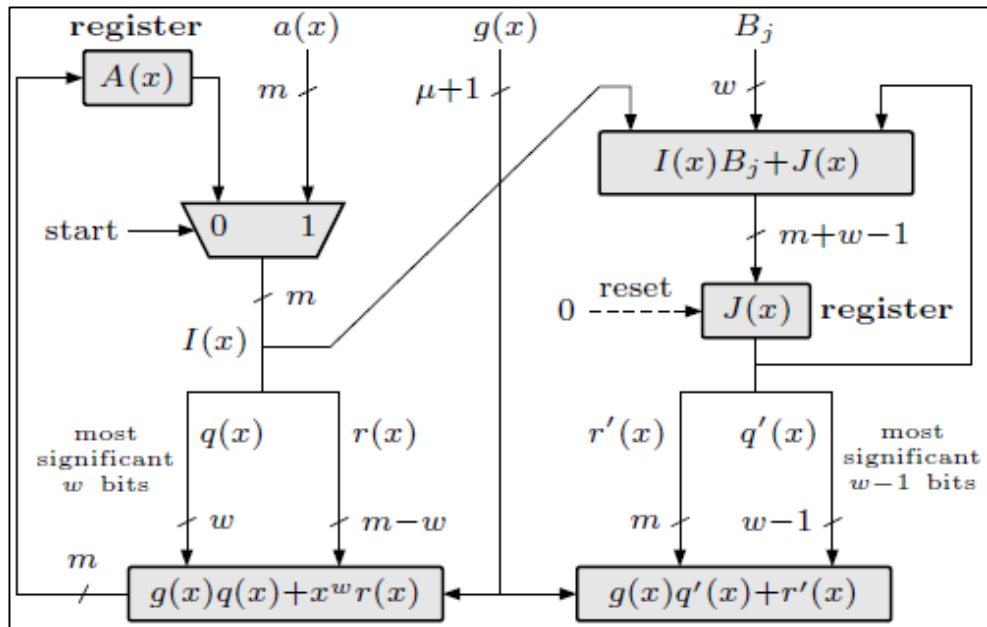 register
a(x)
g(x)
B_j
A(x)
m
μ+1
w
I(x)B_j+J(x)
start
0 1
m
m+w−1
0
reset
J(x)
register
I(x)
q(x)
r(x)
r′(x)
q′(x)
most
significant
w bits
most
significant
w−1 bits
w
m−w
m
w−1
m
g(x)q(x)+x^w r(x)
g(x)q′(x)+r′(x)